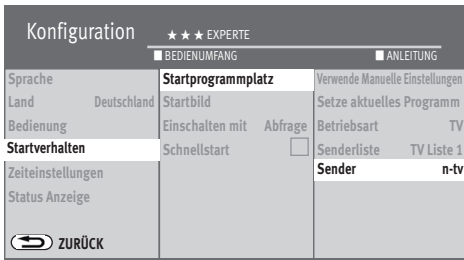 Konfiguration
★★★ EXPERTE
BEDIENUMFANG
ANLEITUNG
Sprache
Land Deutschland
Bedienung
Startverhalten
Zeiteinstellungen
Status Anzeige
ZURÜCK
Startprogrammplatz
Startbild
Einschalten mit Abfrage
Schnellstart
Verwende Manuelle Einstellungen
Setze aktuelles Programm
Betriebsart TV
Senderliste TV Liste 1
Sender n-tv